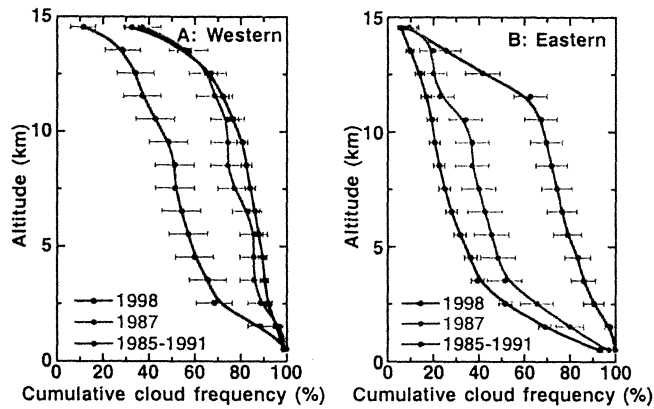 15
A: Western
10
Altitude (km)
5
1998
1987
1985-1991
0
0 20 40 60 80 100
Cumulative cloud frequency (%)
15
B: Eastern
10
Altitude (km)
5
1998
1987
1985-1991
0
0 20 40 60 80 100
Cumulative cloud frequency (%)